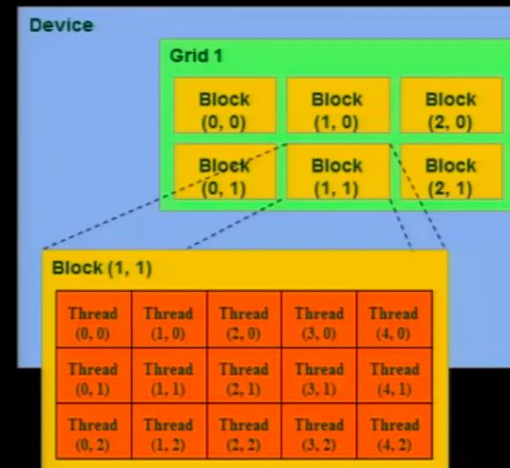 Device
Grid 1
Block Block Block
(0, 0) (1, 0) (2, 0)
Block Block Block
(0, 1) (1, 1) (2, 1)
Block (1, 1)
Thread Thread Thread Thread Thread
(0, 0) (1, 0) (2, 0) (3, 0) (4, 0)
Thread Thread Thread Thread Thread
(0, 1) (1, 1) (2, 1) (3, 1) (4, 1)
Thread Thread Thread Thread Thread
(0, 2) (1, 2) (2, 2) (3, 2) (4, 2)